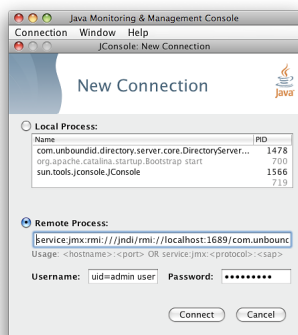 Java Monitoring & Management Console
Connection Window Help
JConsole: New Connection
New Connection
Java
Local Process:
Name PID
com.unboundid.directory.server.core.DirectoryServer... 1478
org.apache.catalina.startup.Bootstrap start 700
sun.tools.jconsole.JConsole 1566
719
Remote Process:
service:jmx:rmi:///jndi/rmi://localhost:1689/com.unbounc
Usage: <hostname>:<port> OR service:jmx:<protocol>:<sap>
Username: uid=admin user Password: •••••••••
Connect Cancel